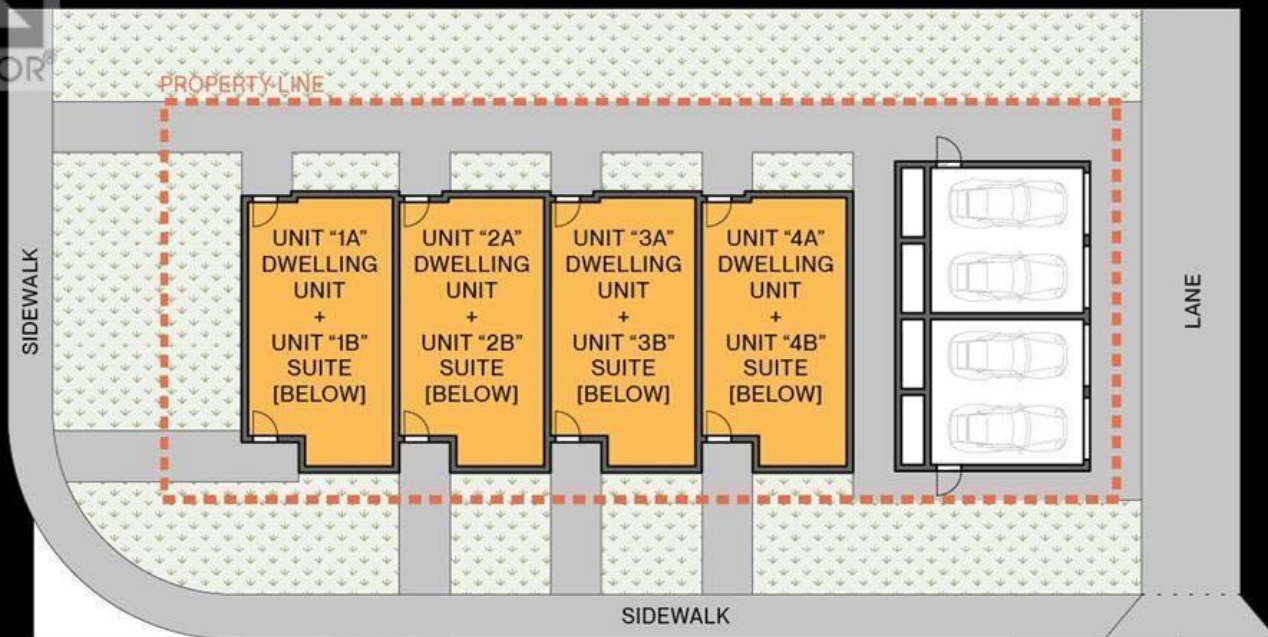 PROPERTY LINE
SIDEWALK
UNIT “1A”
DWELLING
UNIT
+
UNIT “1B”
SUITE
[BELOW]
UNIT “2A”
DWELLING
UNIT
+
UNIT “2B”
SUITE
[BELOW]
UNIT “3A”
DWELLING
UNIT
+
UNIT “3B”
SUITE
[BELOW]
UNIT “4A”
DWELLING
UNIT
+
UNIT “4B”
SUITE
[BELOW]
LANE
SIDEWALK